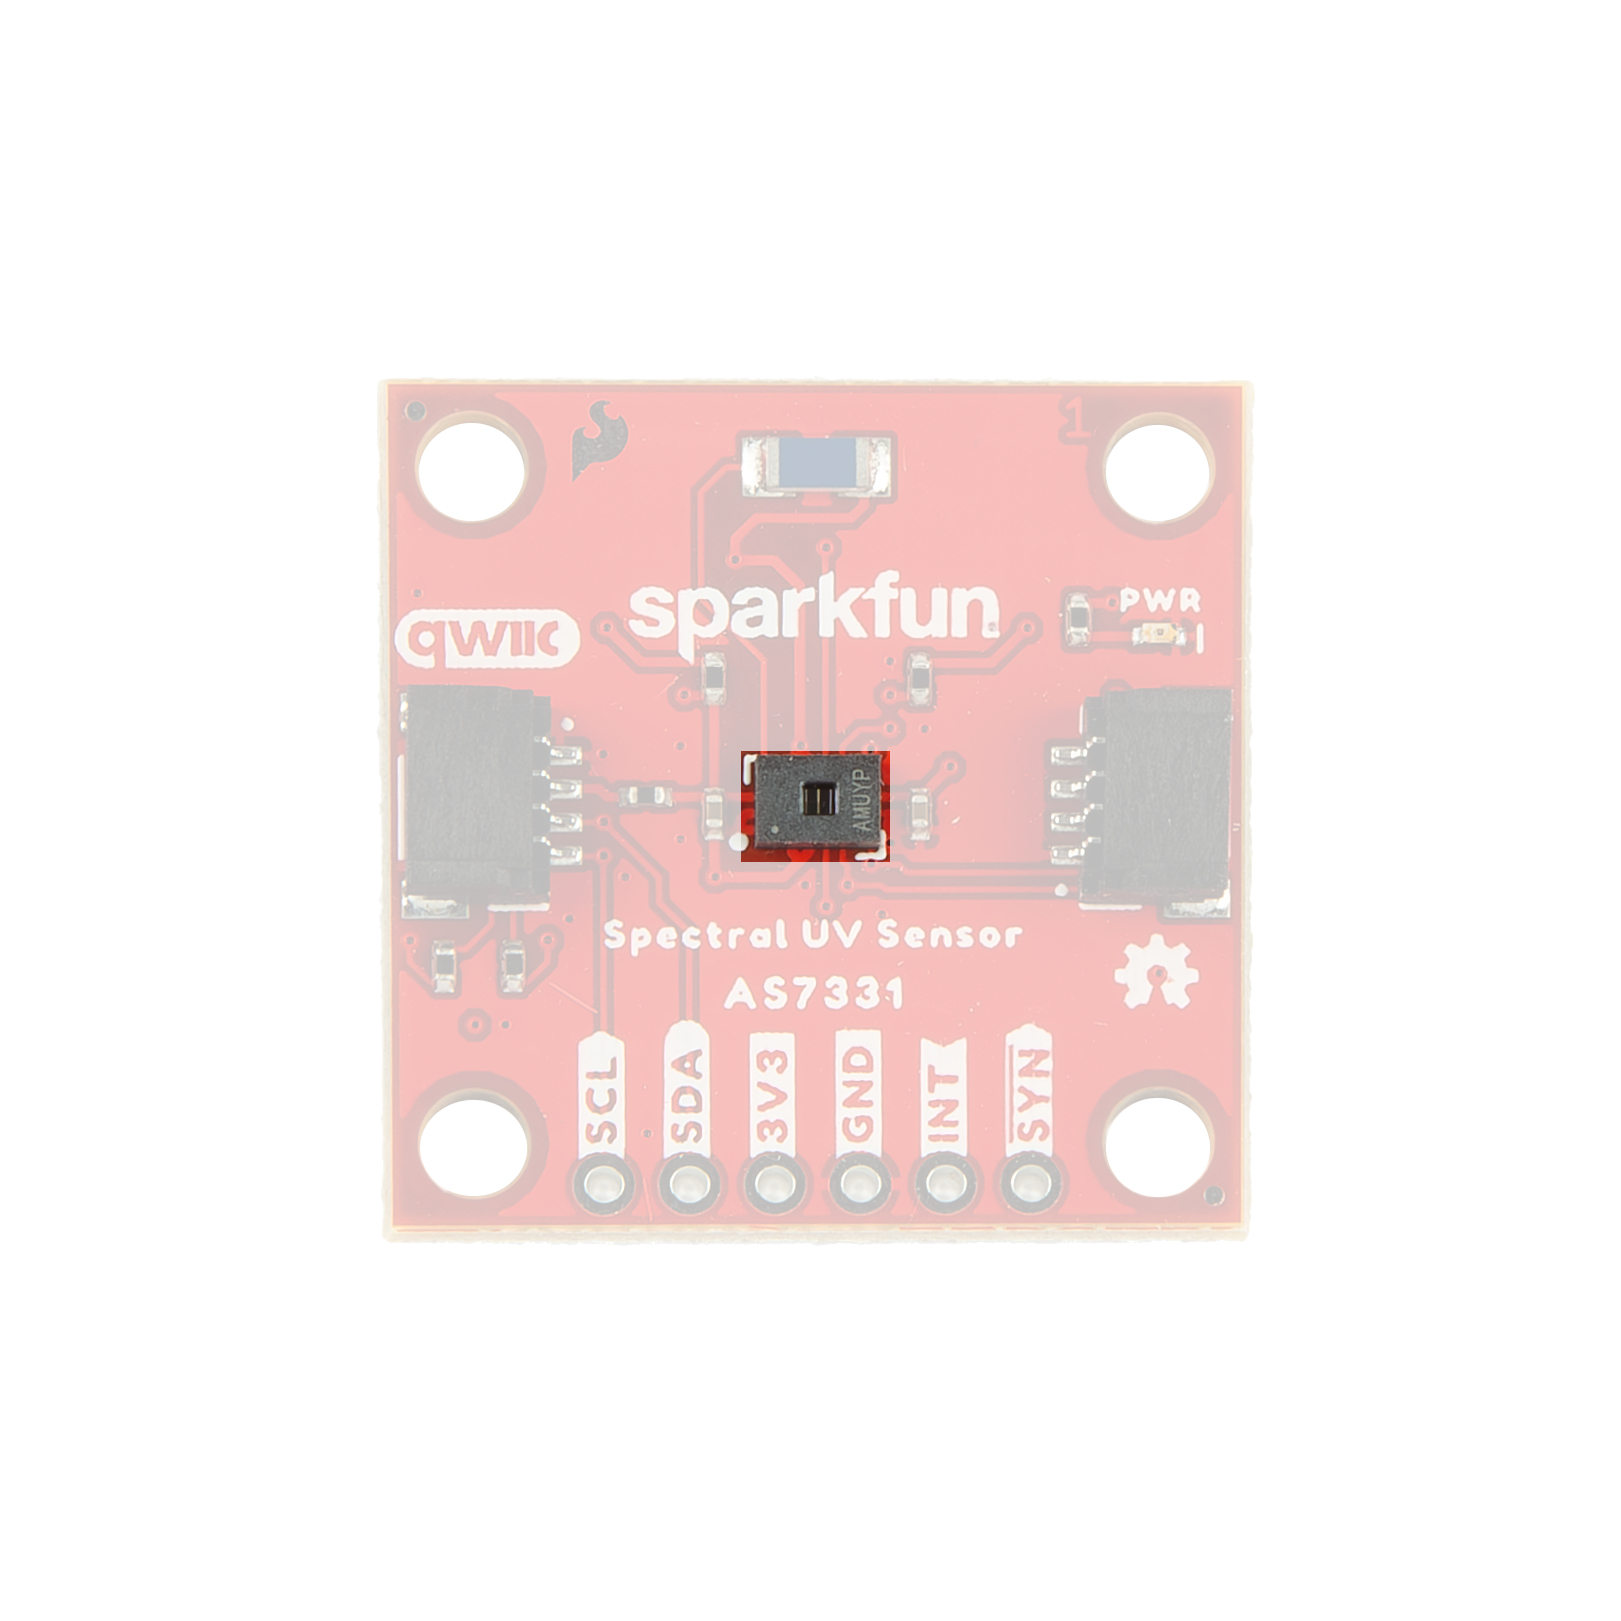 1
sparkfun
PWR
qwiic
AMUYP
Spectral UV Sensor
AS7331
SCL
SDA
3V3
GND
INT
SYN